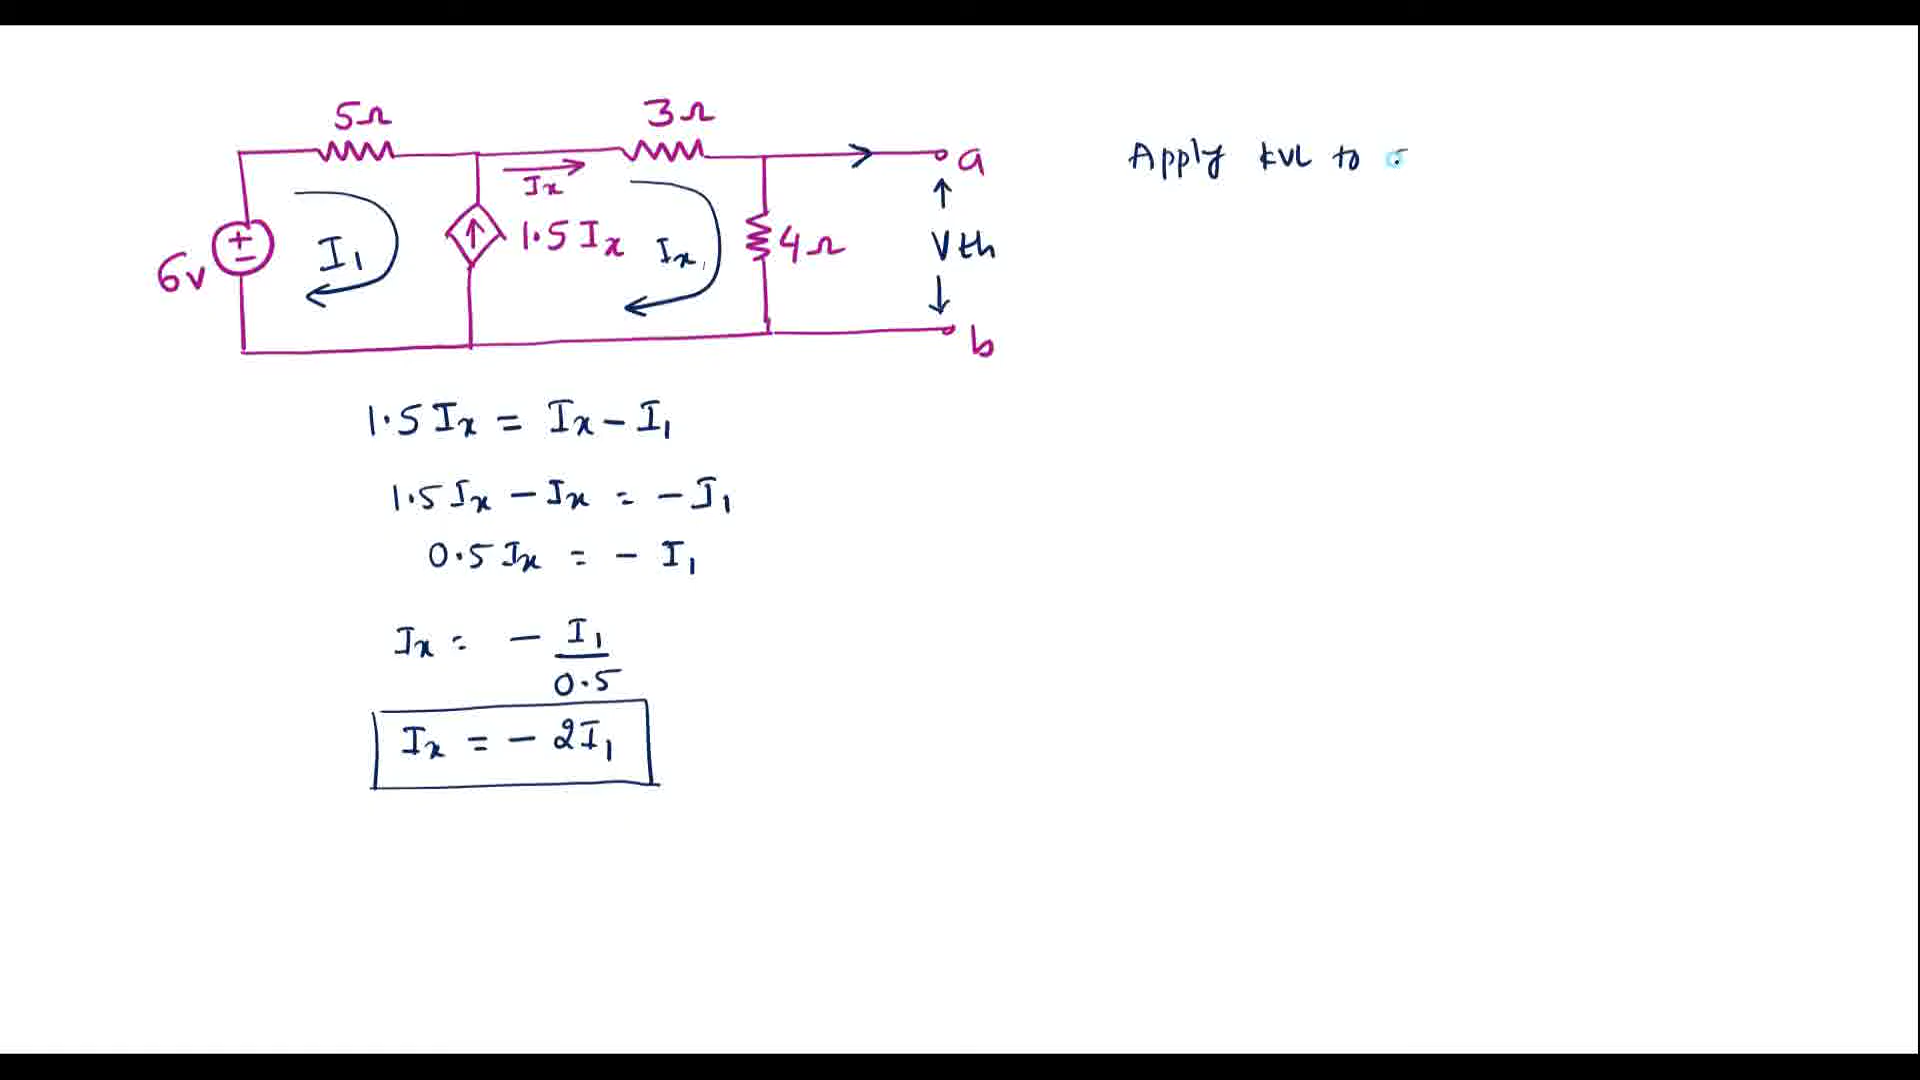 5Ω
3Ω
a
Ix
6v
I1
1.5 Ix
Ix
4Ω
Vth
b
Apply kVL to
1.5 Ix = Ix - I1
1.5 Ix - Ix = - I1
0.5 Ix = - I1
Ix = - I1
0.5
Ix = - 2I1